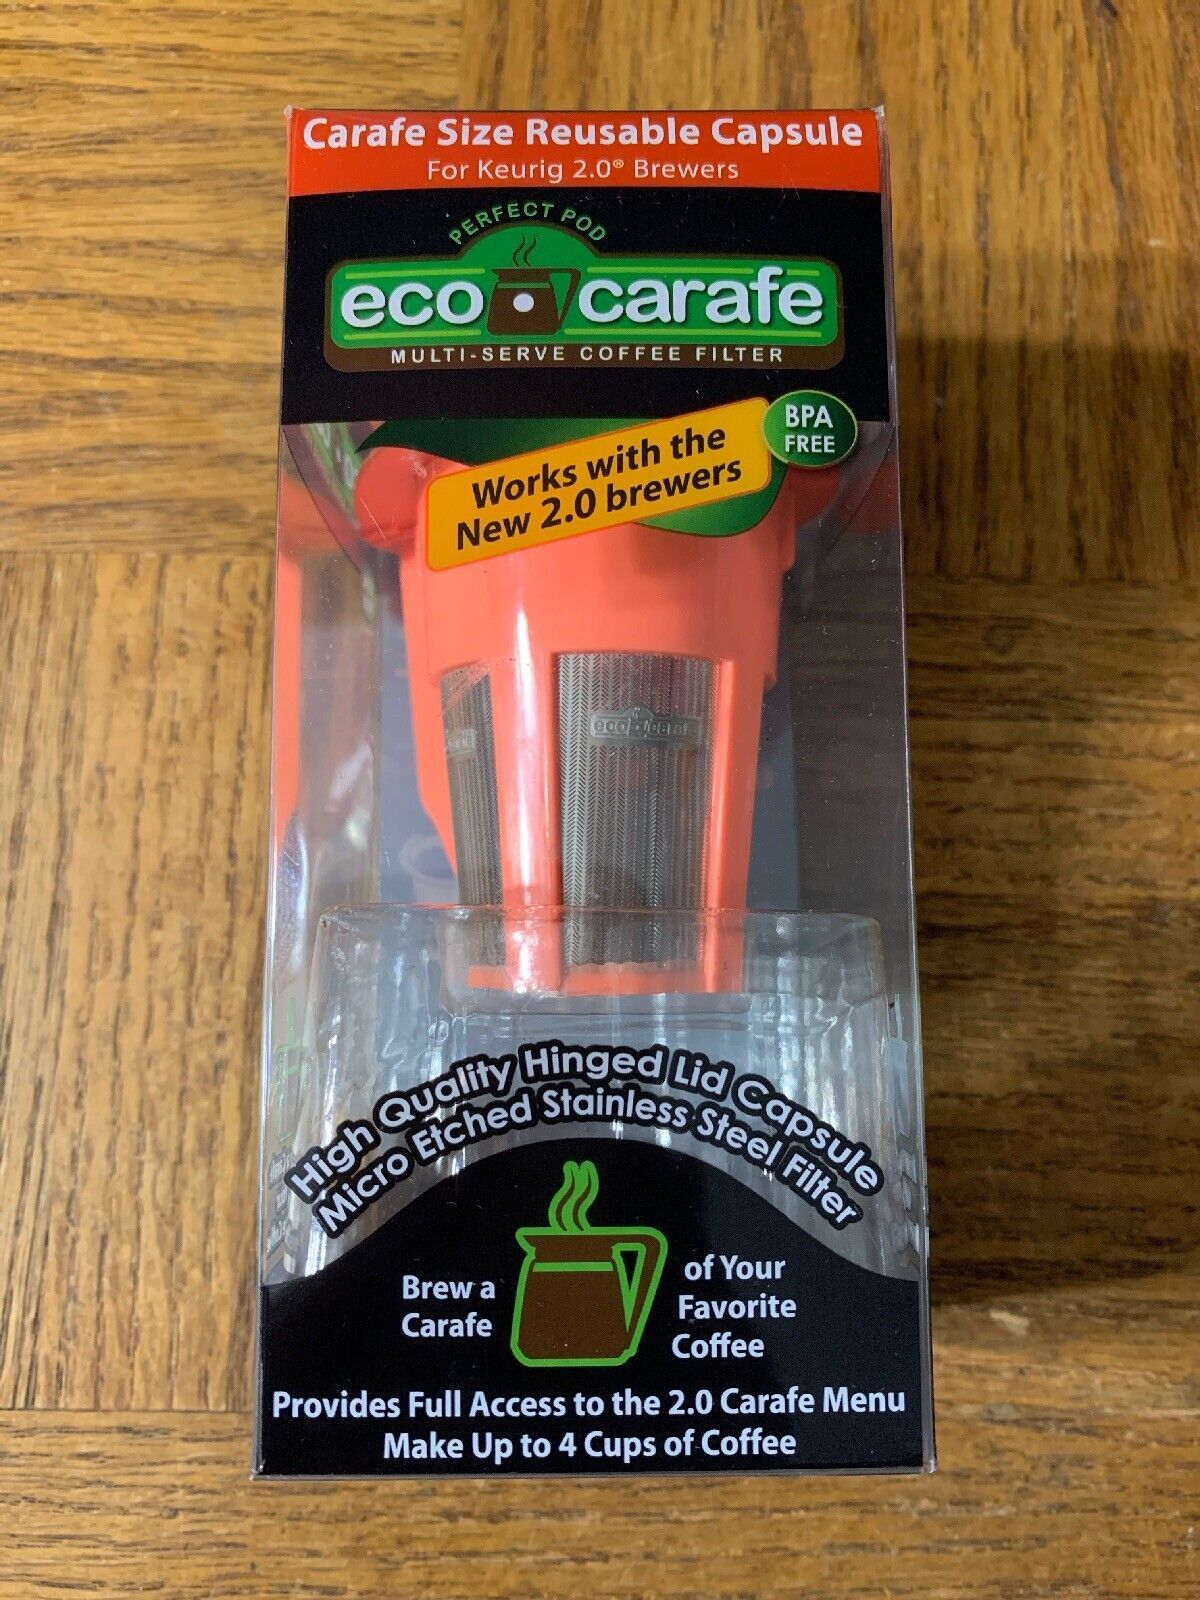 Carafe Size Reusable Capsule
For Keurig 2.0® Brewers
PERFECT POD
eco carafe
MULTI-SERVE COFFEE FILTER
BPA
FREE
Works with the
New 2.0 brewers
eco carafe
High Quality Hinged Lid Capsule
Micro Etched Stainless Steel Filter
Brew a
Carafe
of Your
Favorite
Coffee
Provides Full Access to the 2.0 Carafe Menu
Make Up to 4 Cups of Coffee